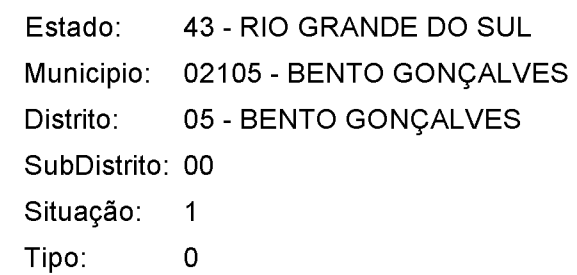 Estado: 43 - RIO GRANDE DO SUL
Municipio: 02105 - BENTO GONÇALVES
Distrito: 05 - BENTO GONÇALVES
SubDistrito: 00
Situação: 1
Tipo: 0